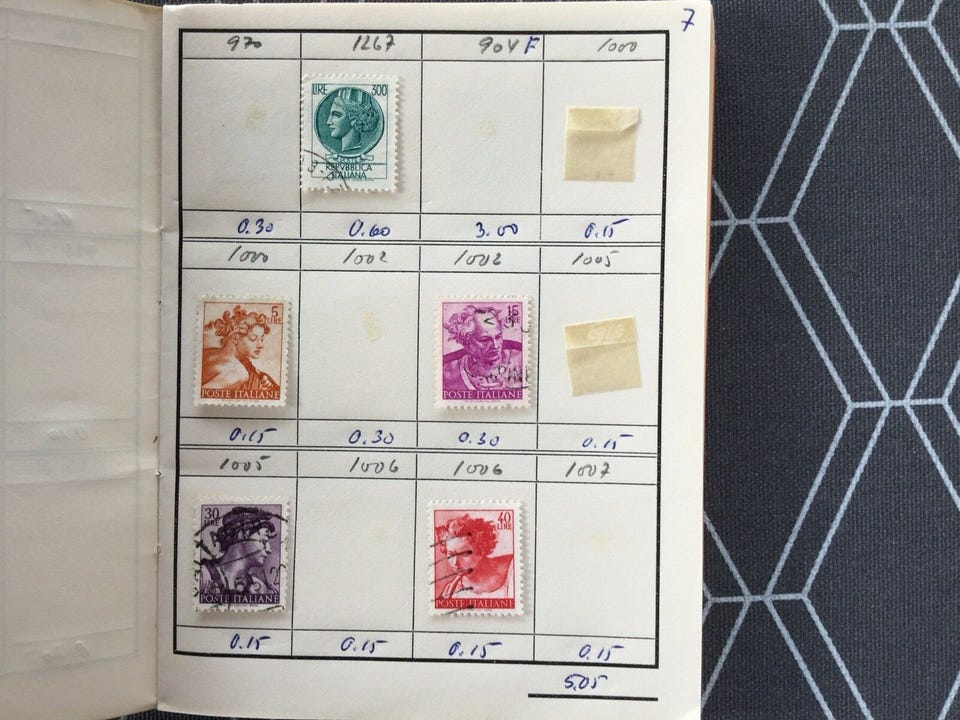 7
970 1267 904 F 1000
LIRE 300
POSTE
REPVBBLICA
ITALIANA
0.30 0.60 3.00 0.15
1000 1002 1002 1005
5
LIRE
15
LIRE
POSTE ITALIANE
POSTE ITALIANE
0.15 0.30 0.30 0.15
1005 1006 1006 1007
30
LIRE
40
LIRE
POSTE ITALIANE
POSTE ITALIANE
0.15 0.15 0.15 0.15
5.05